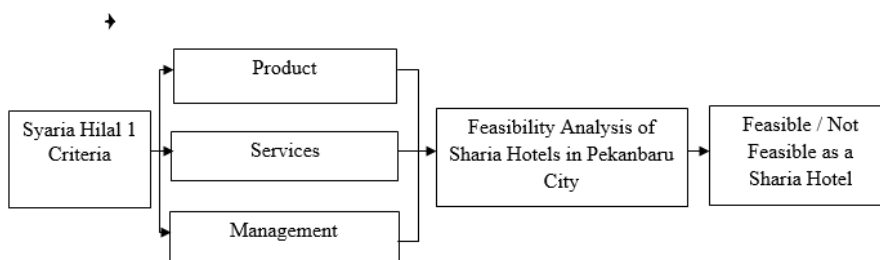 Syaria Hilal 1
Criteria
Product
Services
Management
Feasibility Analysis of
Sharia Hotels in Pekanbaru
City
Feasible / Not
Feasible as a
Sharia Hotel